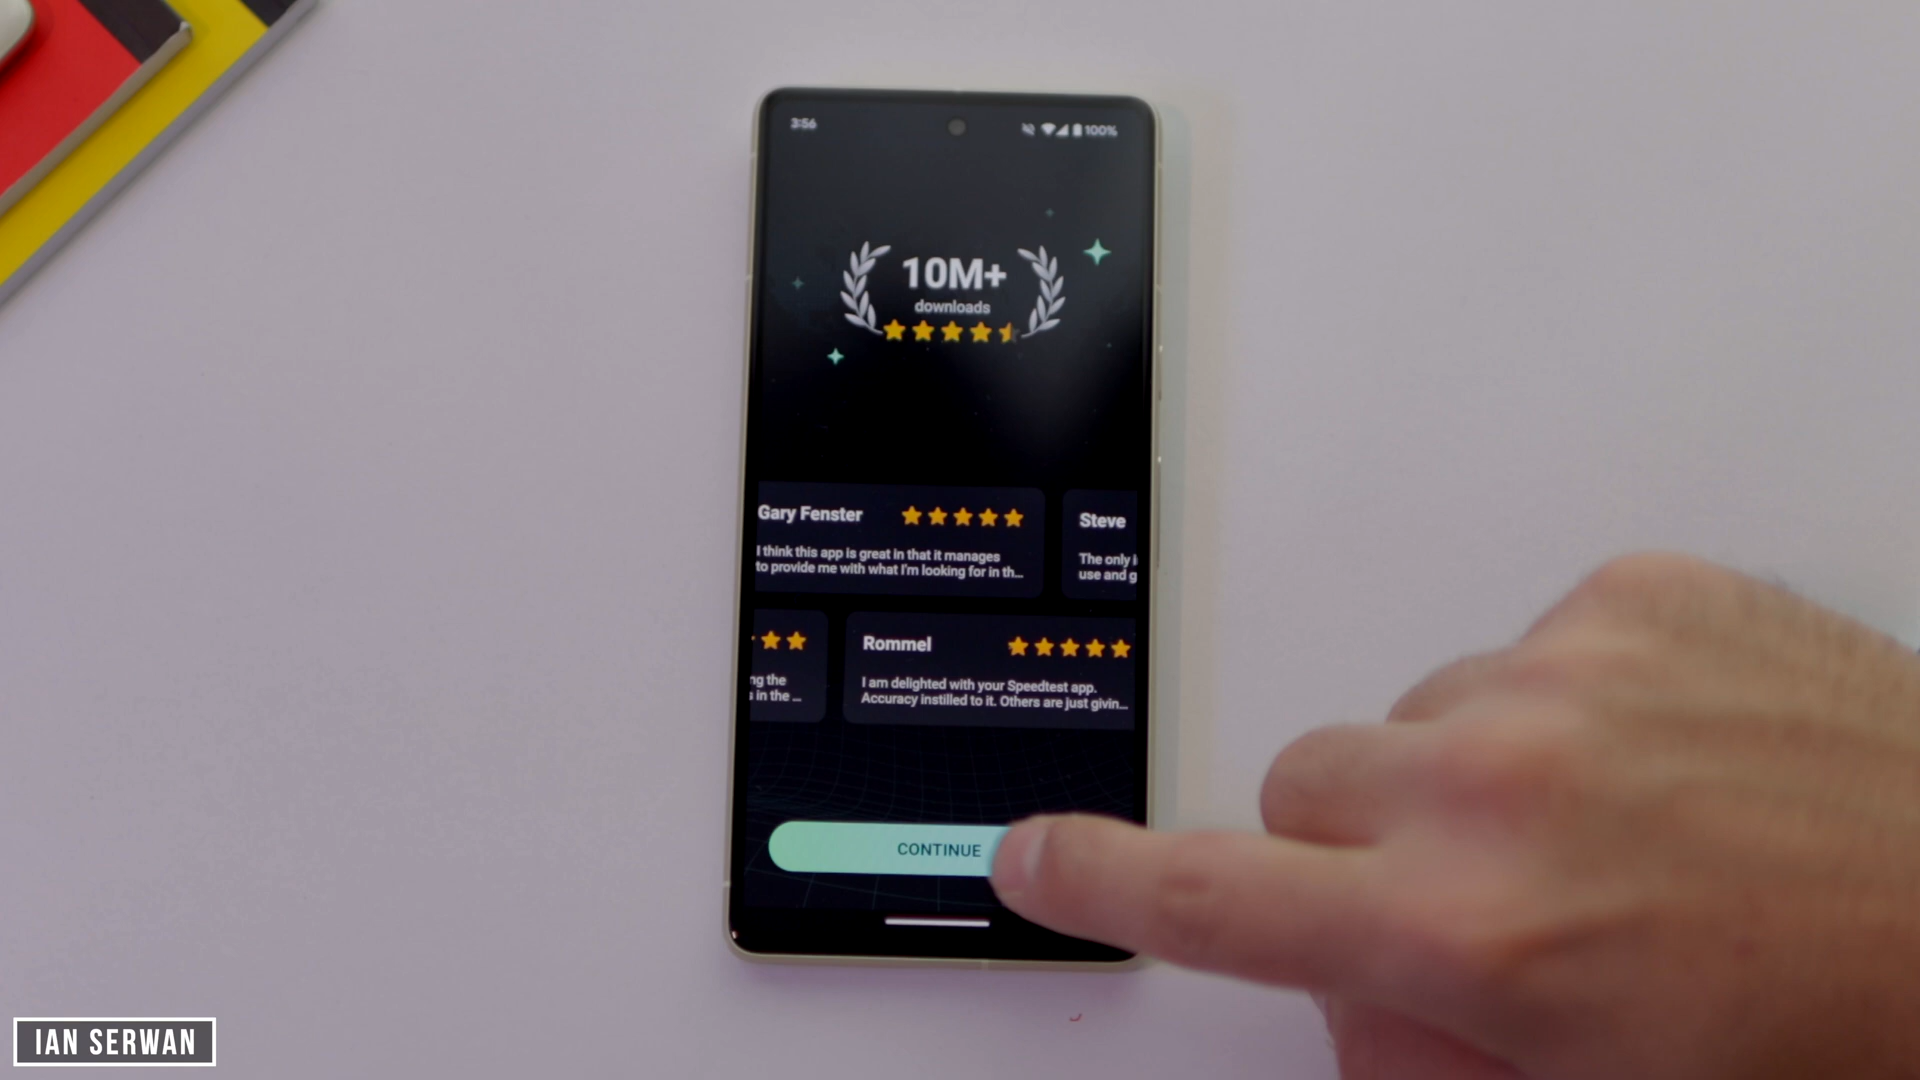 3:56
100%
10M+
downloads
Gary Fenster
I think this app is great in that it manages
to provide me with what I'm looking for in th...
Steve
The only
use and g
ng the
s in the ...
Rommel
I am delighted with your Speedtest app.
Accuracy instilled to it. Others are just givin...
CONTINUE
IAN SERWAN